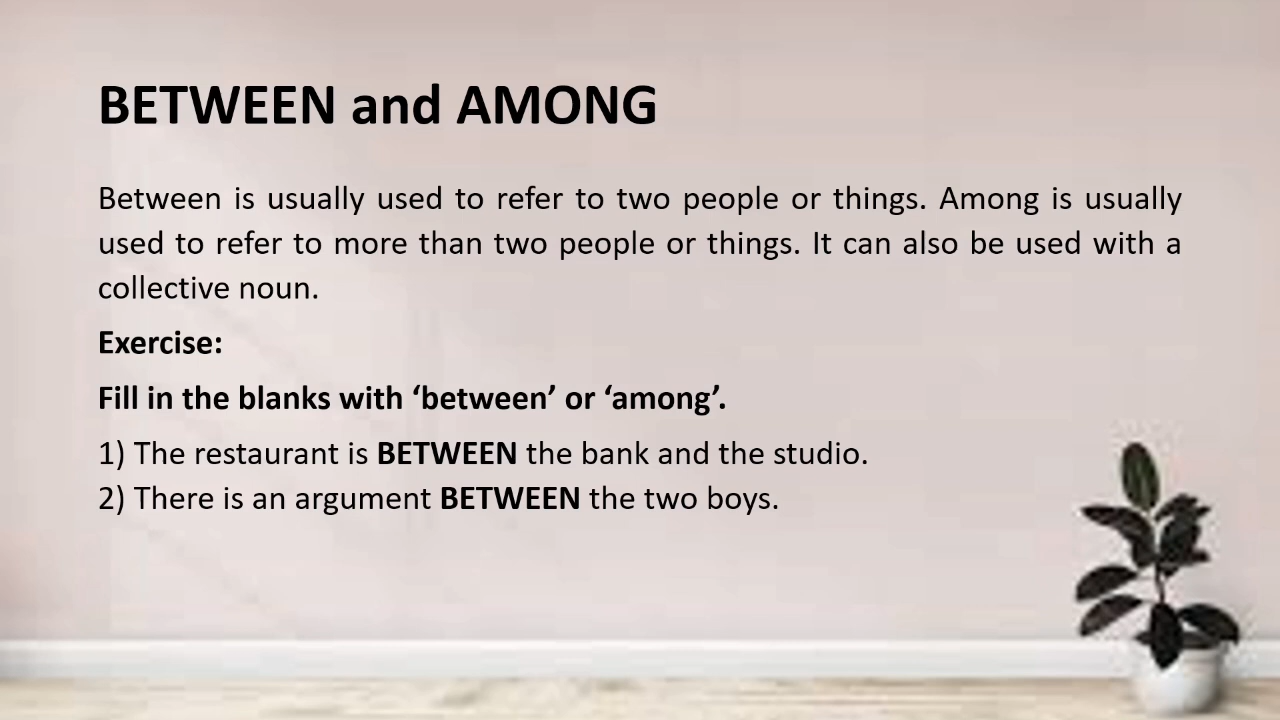 BETWEEN and AMONG
Between is usually used to refer to two people or things. Among is usually
used to refer to more than two people or things. It can also be used with a
collective noun.
Exercise:
Fill in the blanks with ‘between’ or ‘among’.
1) The restaurant is BETWEEN the bank and the studio.
2) There is an argument BETWEEN the two boys.